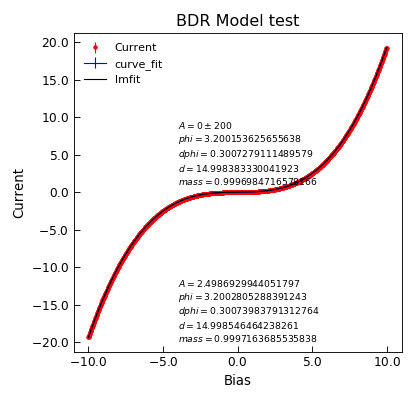 BDR Model test
20.0
15.0
10.0
5.0
0.0
−5.0
−10.0
−15.0
−20.0
Current
Current
curve_fit
lmfit
A = 0 ± 200
phi = 3.200153625655638
dphi = 0.3007279111489579
d = 14.998383330041923
A = 2.4986929944051797
phi = 3.2002805288391243
dphi = 0.30073983791312764
d = 14.998546464238261
mass = 0.9997163685535838
−10.0
−5.0
0.0
5.0
10.0
Bias